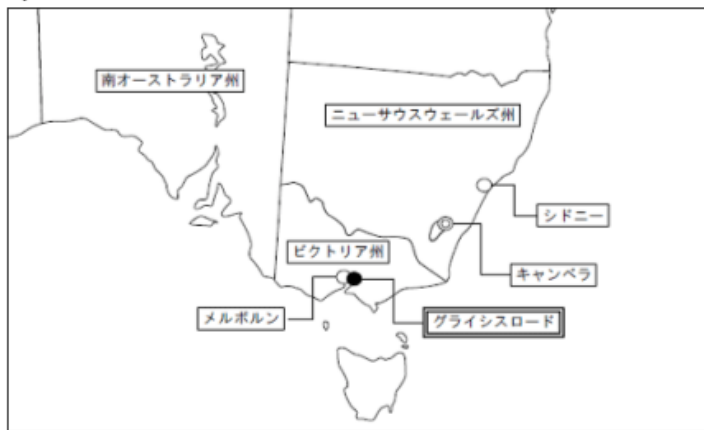 南オーストラリア州
ニューサウスウェールズ州
シドニー
ビクトリア州
キャンベラ
メルボルン
グライシスロード